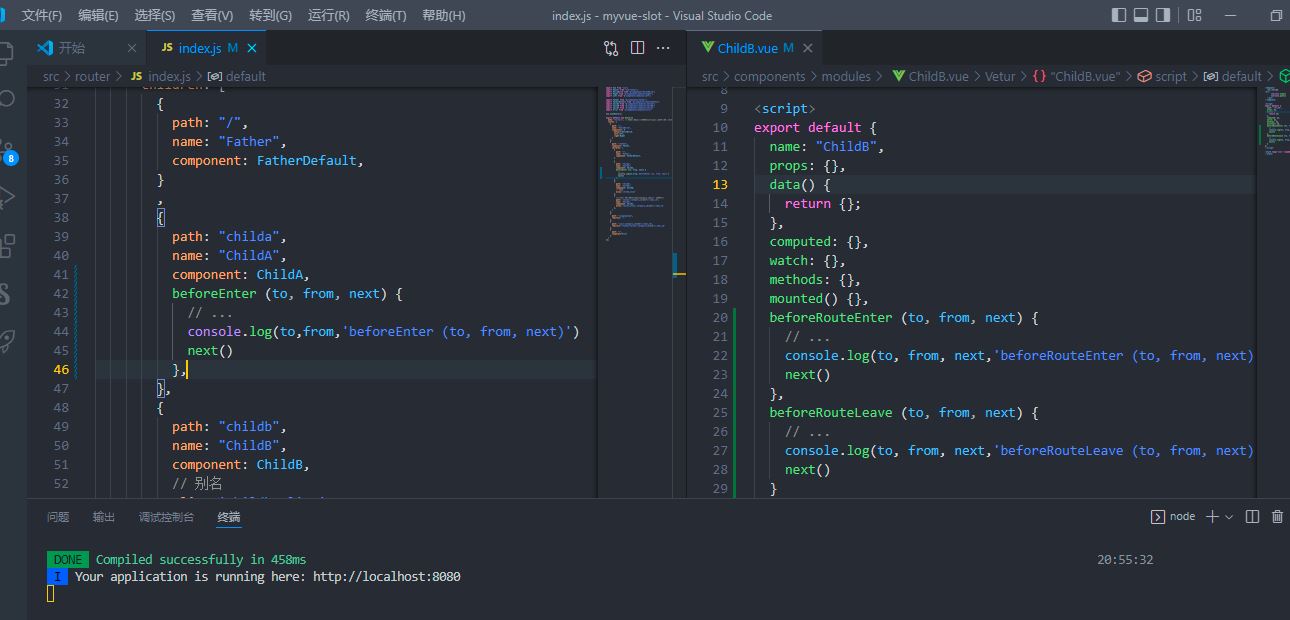 文件(F) 编辑(E) 选择(S) 查看(V) 转到(G) 运行(R) 终端(T) 帮助(H) index.js - myvue-slot - Visual Studio Code
开始 JS index.js M
src > router > JS index.js > default
32 {
33 path: "/",
34 name: "Father",
35 component: FatherDefault,
36 }
37 ,
38 {
39 path: "childa",
40 name: "ChildA",
41 component: ChildA,
42 beforeEnter (to, from, next) {
43 // ...
44 console.log(to,from,'beforeEnter (to, from, next)')
45 next()
46 },
47 },
48 {
49 path: "childb",
50 name: "ChildB",
51 component: ChildB,
52 // 别名
ChildB.vue M
src > components > modules > ChildB.vue > Vetur > {} "ChildB.vue" > script > default >
8
9 <script>
10 export default {
11 name: "ChildB",
12 props: {},
13 data() {
14 return {};
15 },
16 computed: {},
17 watch: {},
18 methods: {},
19 mounted() {},
20 beforeRouteEnter (to, from, next) {
21 // ...
22 console.log(to, from, next,'beforeRouteEnter (to, from, next)
23 next()
24 },
25 beforeRouteLeave (to, from, next) {
26 // ...
27 console.log(to, from, next,'beforeRouteLeave (to, from, next)
28 next()
29 }
8
问题 输出 调试控制台 终端 node
DONE Compiled successfully in 458ms 20:55:32
I Your application is running here: http://localhost:8080